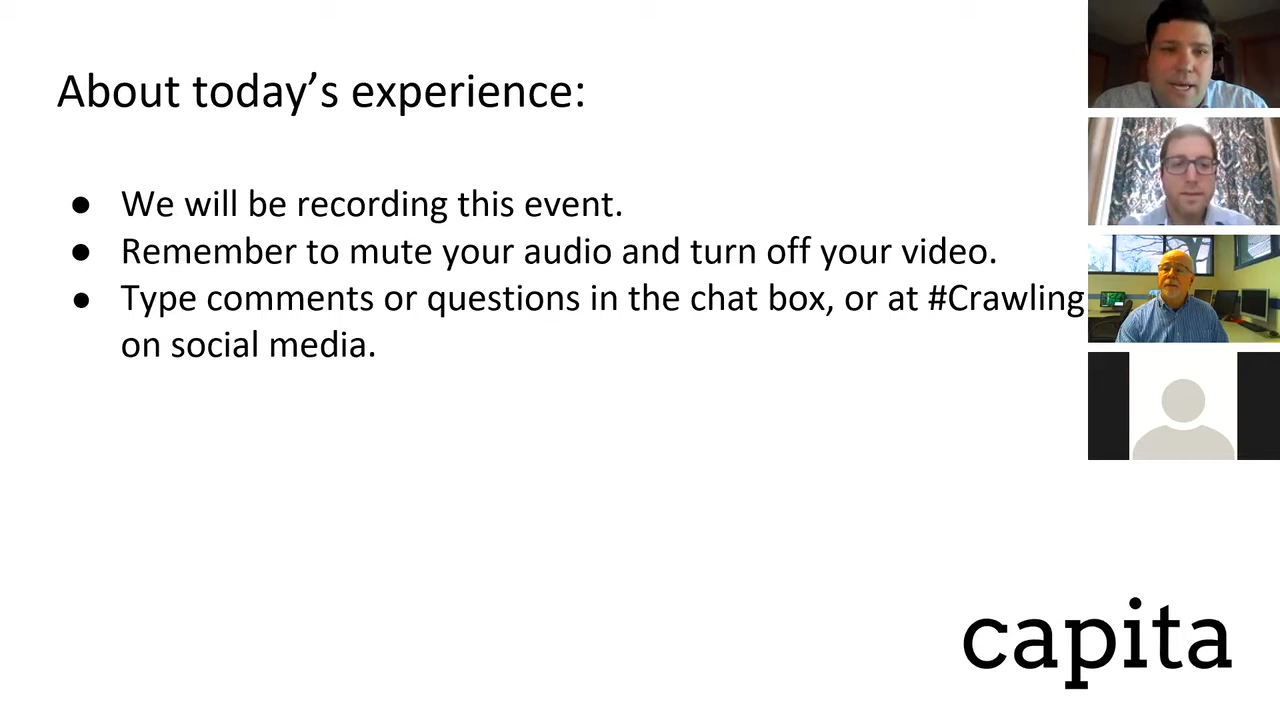 About today’s experience:
● We will be recording this event.
● Remember to mute your audio and turn off your video.
● Type comments or questions in the chat box, or at #Crawling
on social media.
capita